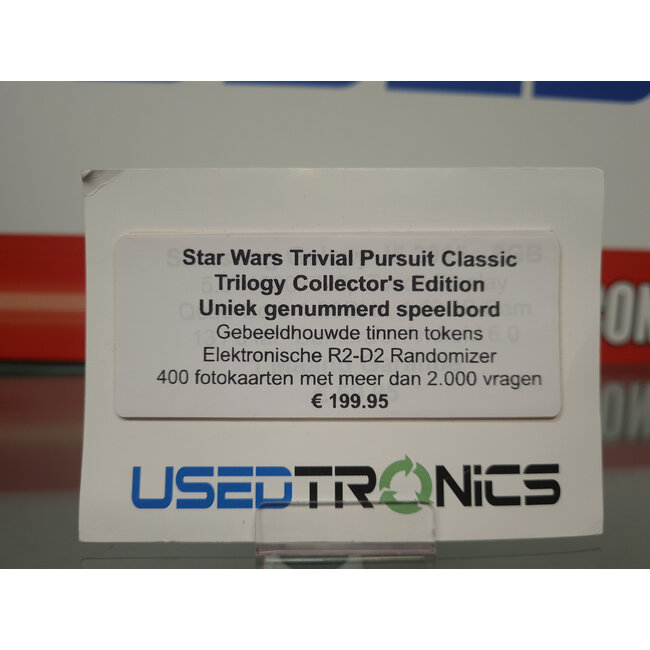 Star Wars Trivial Pursuit Classic
Trilogy Collector's Edition
Uniek genummerd speelbord
Gebeeldhouwde tinnen tokens
Elektronische R2-D2 Randomizer
400 fotokaarten met meer dan 2.000 vragen
€ 199.95
USEDTRONiCS